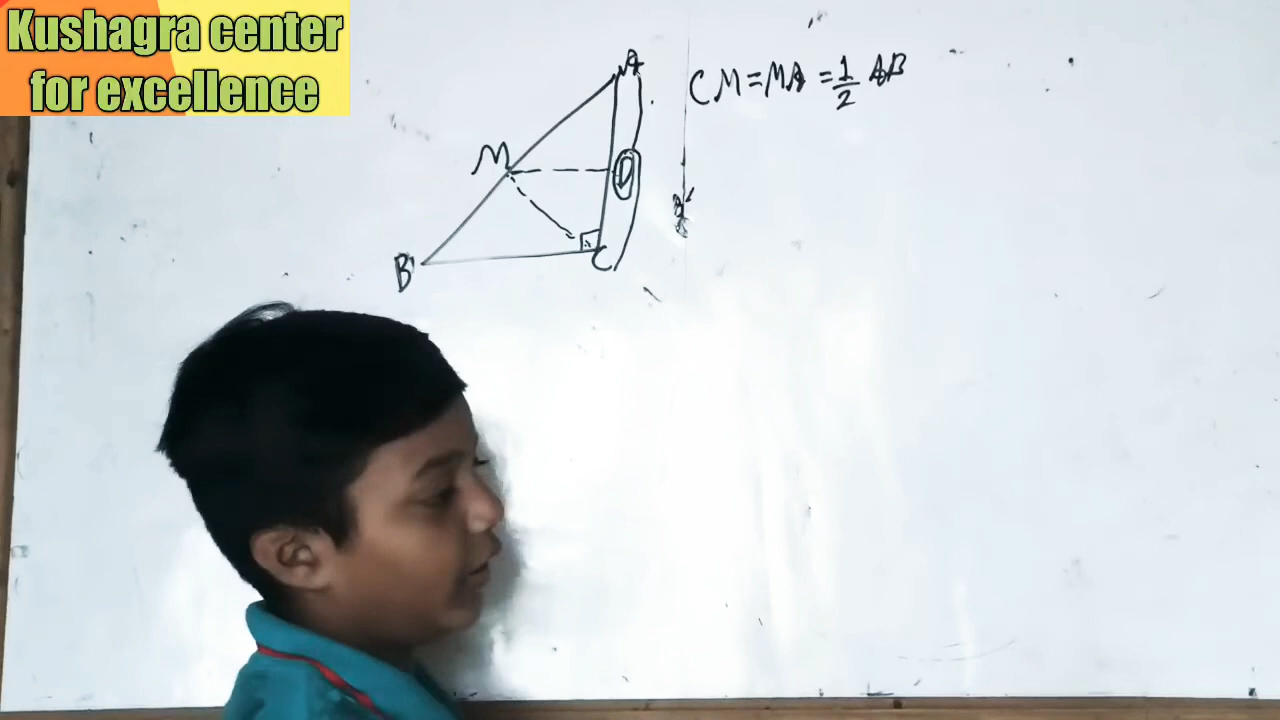 Kushagra center
for excellence
A
CM = MA = 1/2 AB
M
D
B
C